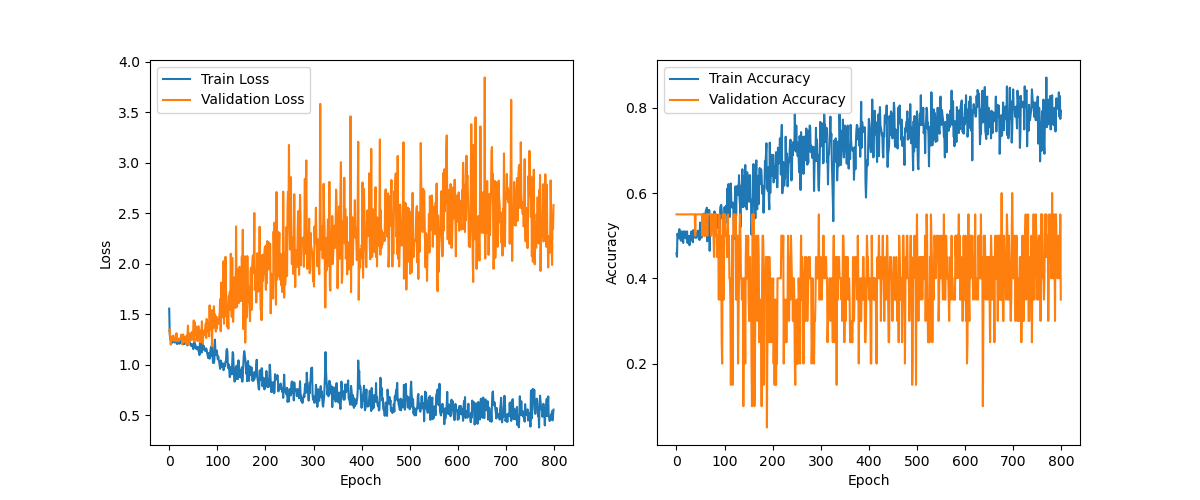 Train Loss
Validation Loss
4.0
3.5
3.0
2.5
2.0
1.5
1.0
0.5
Loss
0 100 200 300 400 500 600 700 800
Epoch
Train Accuracy
Validation Accuracy
0.8
0.6
0.4
0.2
Accuracy
0 100 200 300 400 500 600 700 800
Epoch